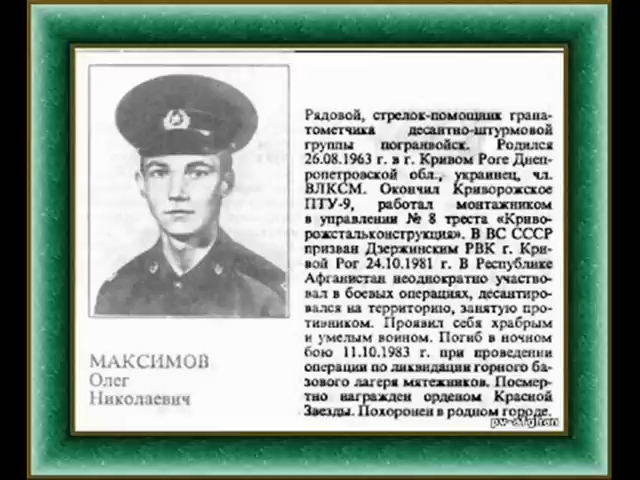 Рядовой, стрелок-помощник грана-
тометчика десантно-штурмовой
группы погранвойск. Родился
26.08.1963 г. в г. Кривом Роге Днеп-
ропетровской обл., украинец, чл.
ВЛКСМ. Окончил Криворожское
ПТУ-9, работал монтажником
в управлении № 8 треста «Криво-
рожстальконструкция». В ВС СССР
призван Дзержинским РВК г. Кри-
вой Рог 24.10.1981 г. В Республике
Афганистан неоднократно участво-
вал в боевых операциях, десантиро-
вался на территорию, занятую про-
тивником. Проявил себя храбрым
и умелым воином. Погиб в ночном
бою 11.10.1983 г. при проведении
операции по ликвидации горного ба-
зового лагеря мятежников. Посмер-
тно награжден орденом Красной
Звезды. Похоронен в родном городе.
МАКСИМОВ
Олег
Николаевич
pv-afghan